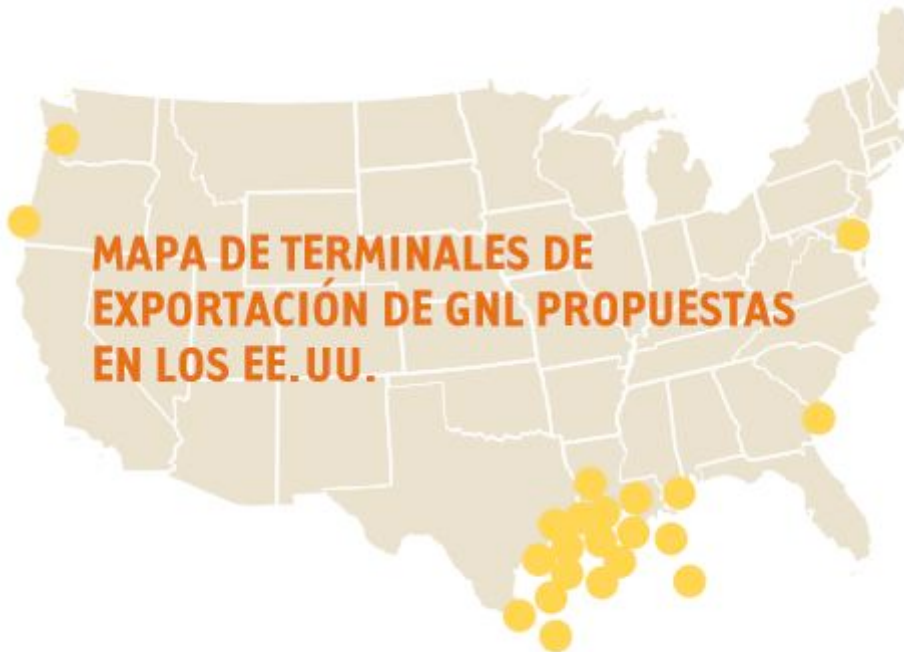 MAPA DE TERMINALES DE
EXPORTACIÓN DE GNL PROPUESTAS
EN LOS EE.UU.